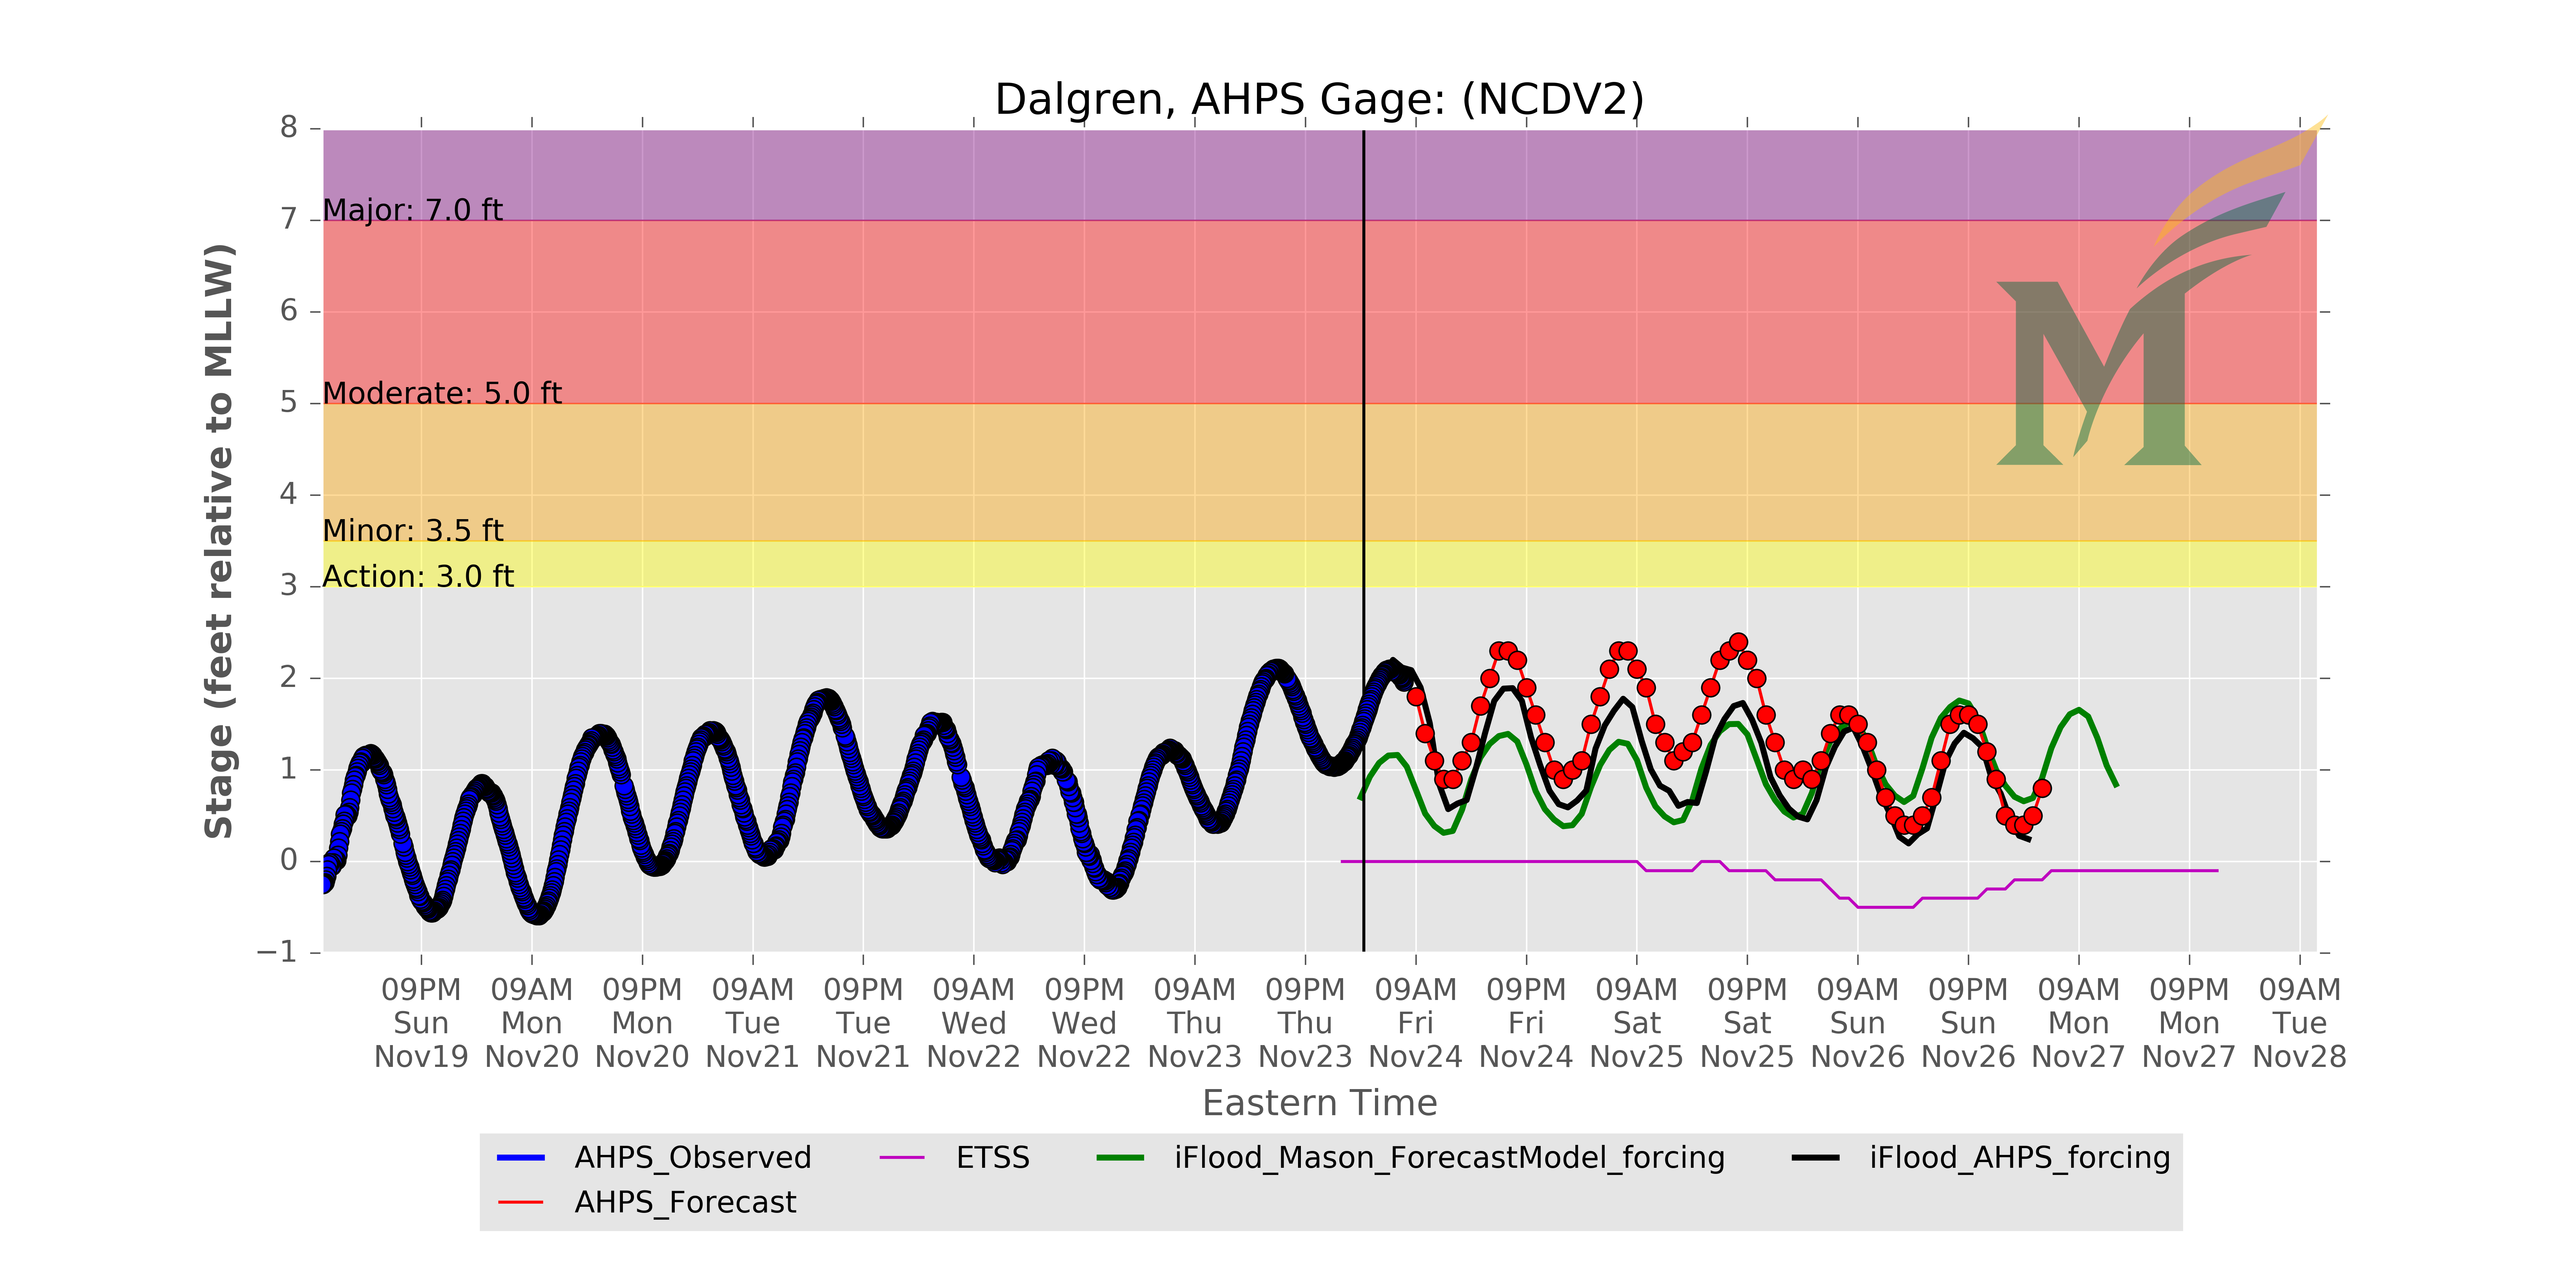 Dalgren, AHPS Gage: (NCDV2)
8
7
6
5
4
3
2
1
0
−1
Stage (feet relative to MLLW)
Major: 7.0 ft
Moderate: 5.0 ft
Minor: 3.5 ft
Action: 3.0 ft
M
09PM 09AM 09PM 09AM 09PM 09AM 09PM 09AM 09PM 09AM 09PM 09AM 09PM 09AM 09PM 09AM 09PM 09AM
Sun Mon Mon Tue Tue Wed Wed Thu Thu Fri Fri Sat Sat Sun Sun Mon Mon Tue
Nov19 Nov20 Nov20 Nov21 Nov21 Nov22 Nov22 Nov23 Nov23 Nov24 Nov24 Nov25 Nov25 Nov26 Nov26 Nov27 Nov27 Nov28
Eastern Time
AHPS_Observed ETSS iFlood_Mason_ForecastModel_forcing iFlood_AHPS_forcing
AHPS_Forecast